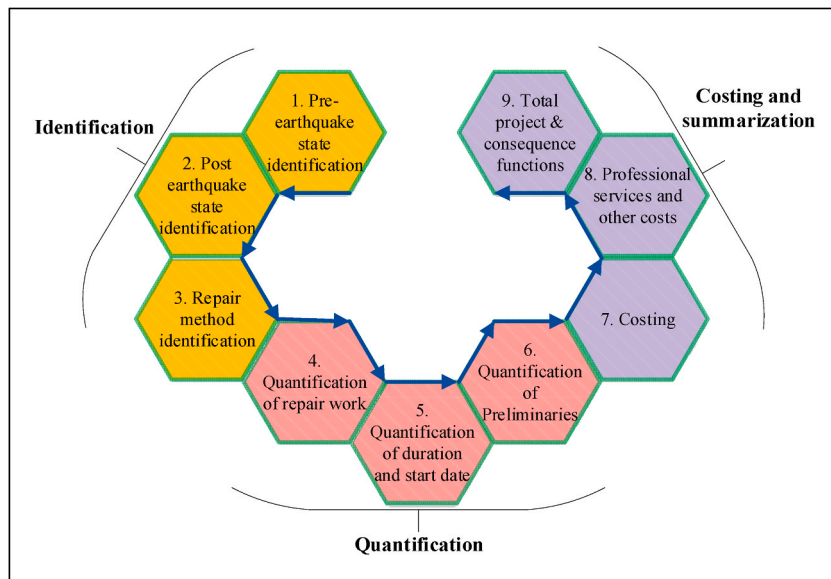 Identification
1. Pre-
earthquake
state
identification
2. Post
earthquake
state
identification
3. Repair
method
identification
4.
Quantification
of repair work
5.
Quantification
of duration
and start date
6.
Quantification
of
Preliminaries
Quantification
7. Costing
8. Professional
services and
other costs
9. Total
project &
consequence
functions
Costing and
summarization